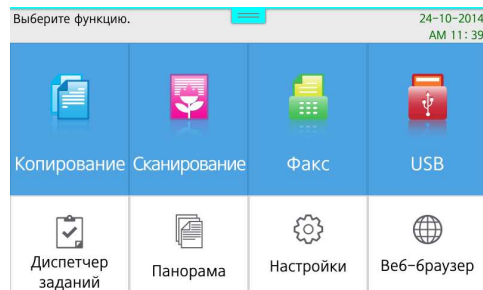 Выберите функцию.
24-10-2014
AM 11:39
Копирование
Сканирование
Факс
USB
Диспетчер
заданий
Панорама
Настройки
Веб-браузер